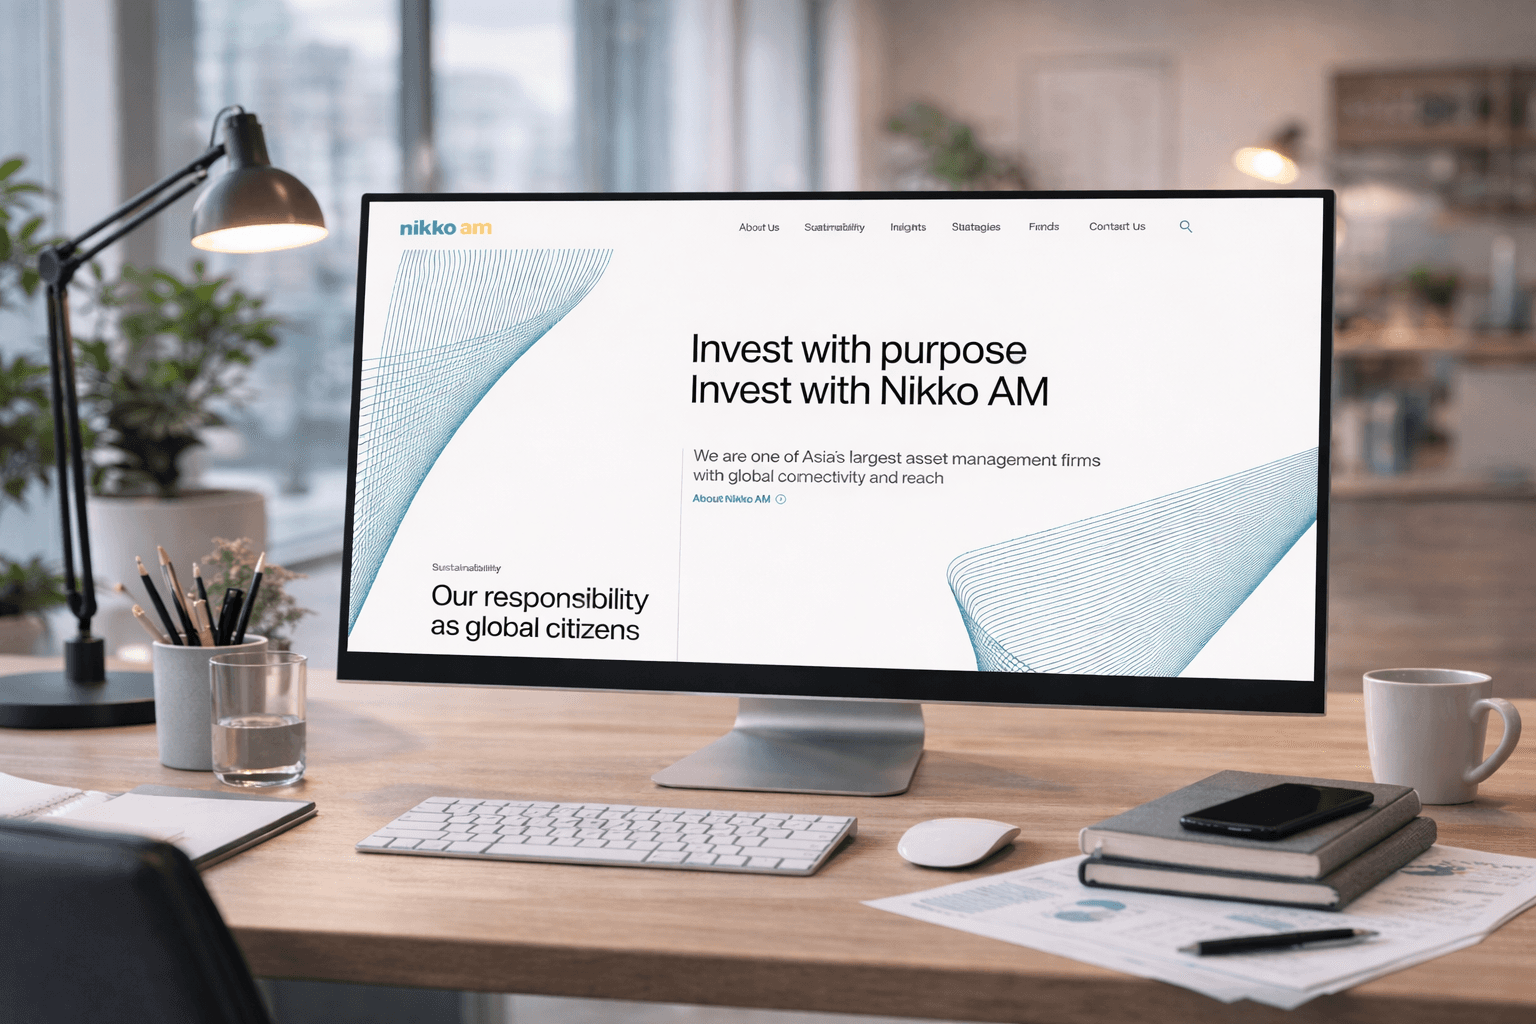 nikko am
About Us Sustainability Insights Strategies Funds Contact Us
Invest with purpose
Invest with Nikko AM
We are one of Asia's largest asset management firms
with global connectivity and reach
About Nikko AM
Sustainability
Our responsibility
as global citizens